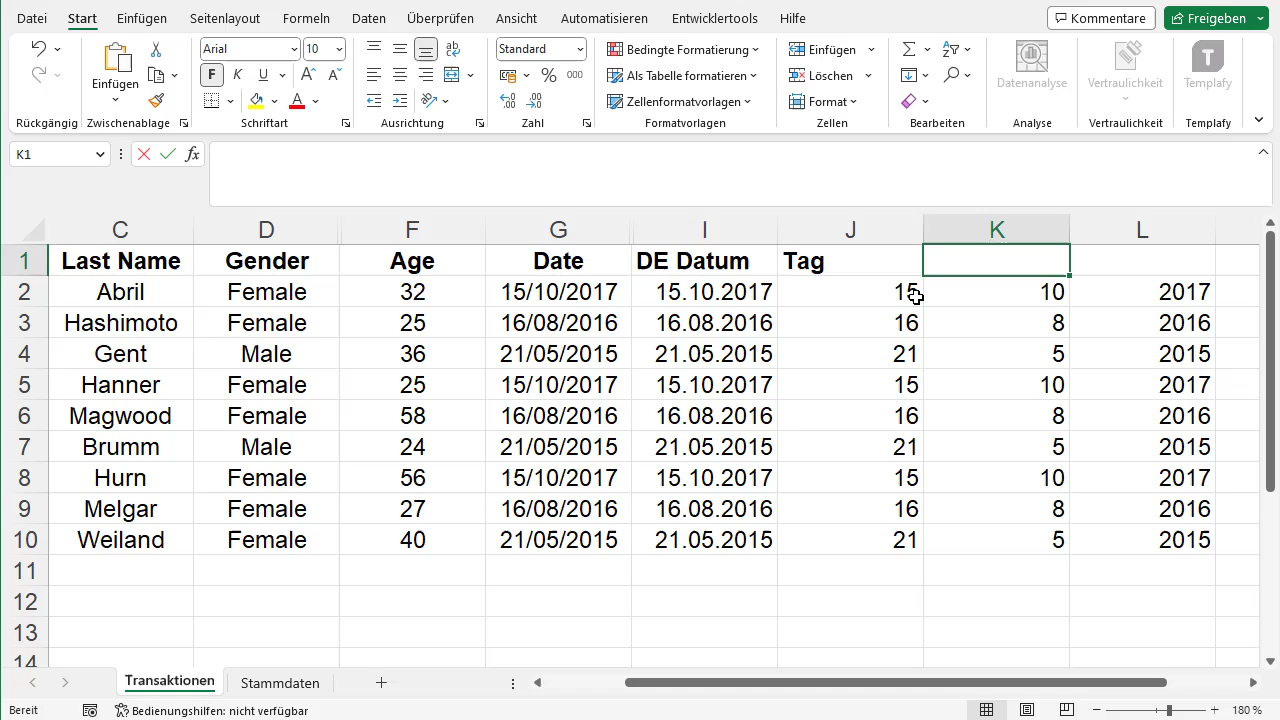 Datei Start Einfügen Seitenlayout Formeln Daten Überprüfen Ansicht Automatisieren Entwicklertools Hilfe Kommentare Freigeben
Arial 10 Standard Bedingte Formatierung Einfügen
Einfügen F K U Als Tabelle formatieren Löschen Datenanalyse Vertraulichkeit Templafy
Zellenformatvorlagen Format
Rückgängig Zwischenablage Schriftart Ausrichtung Zahl Formatvorlagen Zellen Bearbeiten Analyse Vertraulichkeit Templafy
K1 fx
C D F G I J K L
1 Last Name Gender Age Date DE Datum Tag
2 Abril Female 32 15/10/2017 15.10.2017 15 10 2017
3 Hashimoto Female 25 16/08/2016 16.08.2016 16 8 2016
4 Gent Male 36 21/05/2015 21.05.2015 21 5 2015
5 Hanner Female 25 15/10/2017 15.10.2017 15 10 2017
6 Magwood Female 58 16/08/2016 16.08.2016 16 8 2016
7 Brumm Male 24 21/05/2015 21.05.2015 21 5 2015
8 Hurn Female 56 15/10/2017 15.10.2017 15 10 2017
9 Melgar Female 27 16/08/2016 16.08.2016 16 8 2016
10 Weiland Female 40 21/05/2015 21.05.2015 21 5 2015
11
12
13
14
Transaktionen Stammdaten
Bereit Bedienungshilfen: nicht verfügbar 180 %